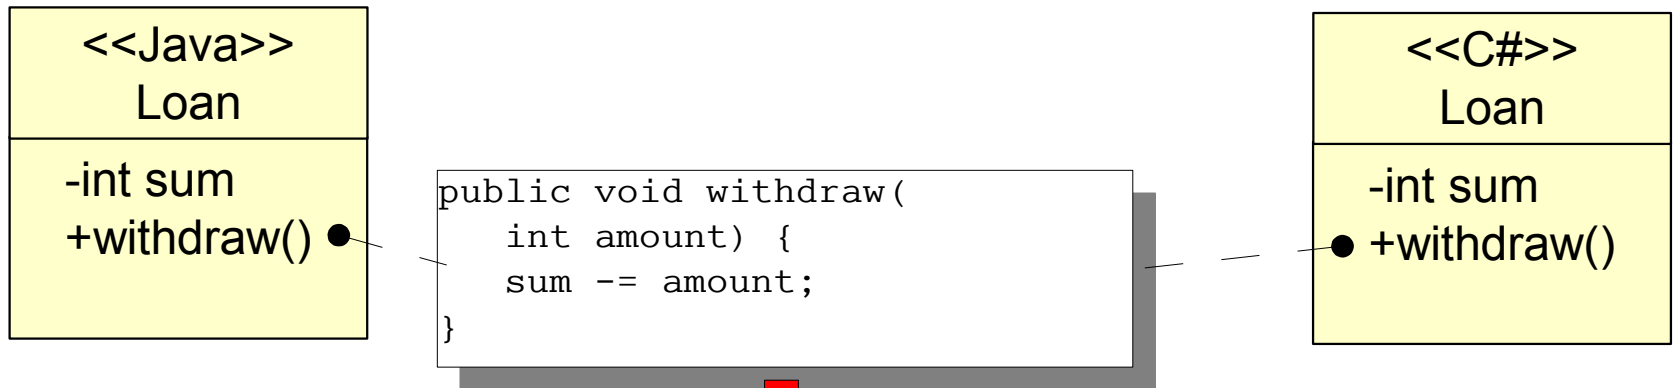 <<Java>>
Loan
-int sum
+withdraw()
public void withdraw(
   int amount) {
   sum -= amount;
}
<<C#>>
Loan
-int sum
+withdraw()